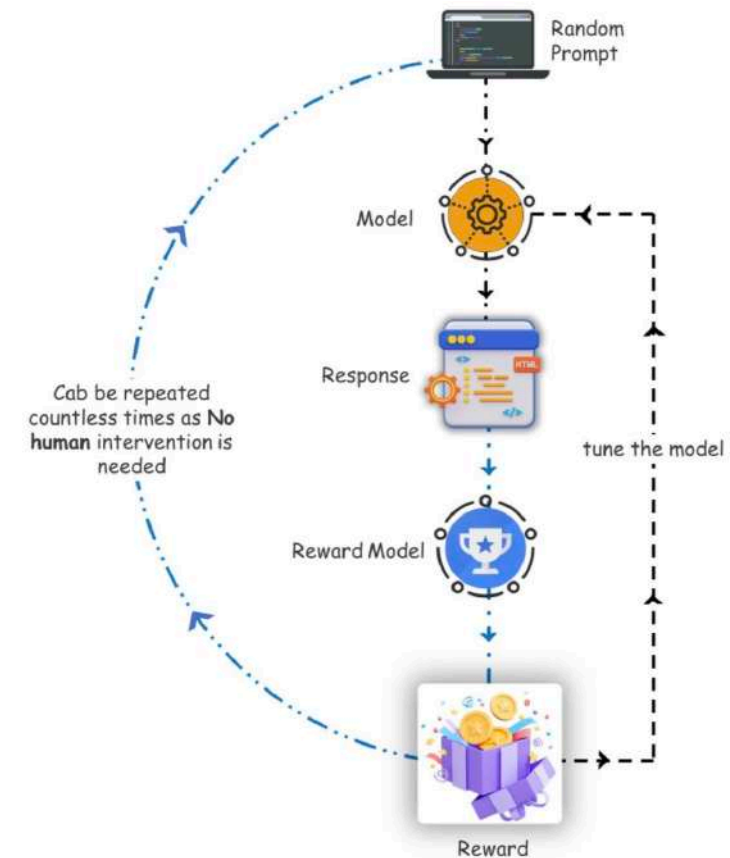 Random
Prompt
Model
Response
HTML
Cab be repeated
countless times as No
human intervention is
needed
tune the model
Reward Model
Reward